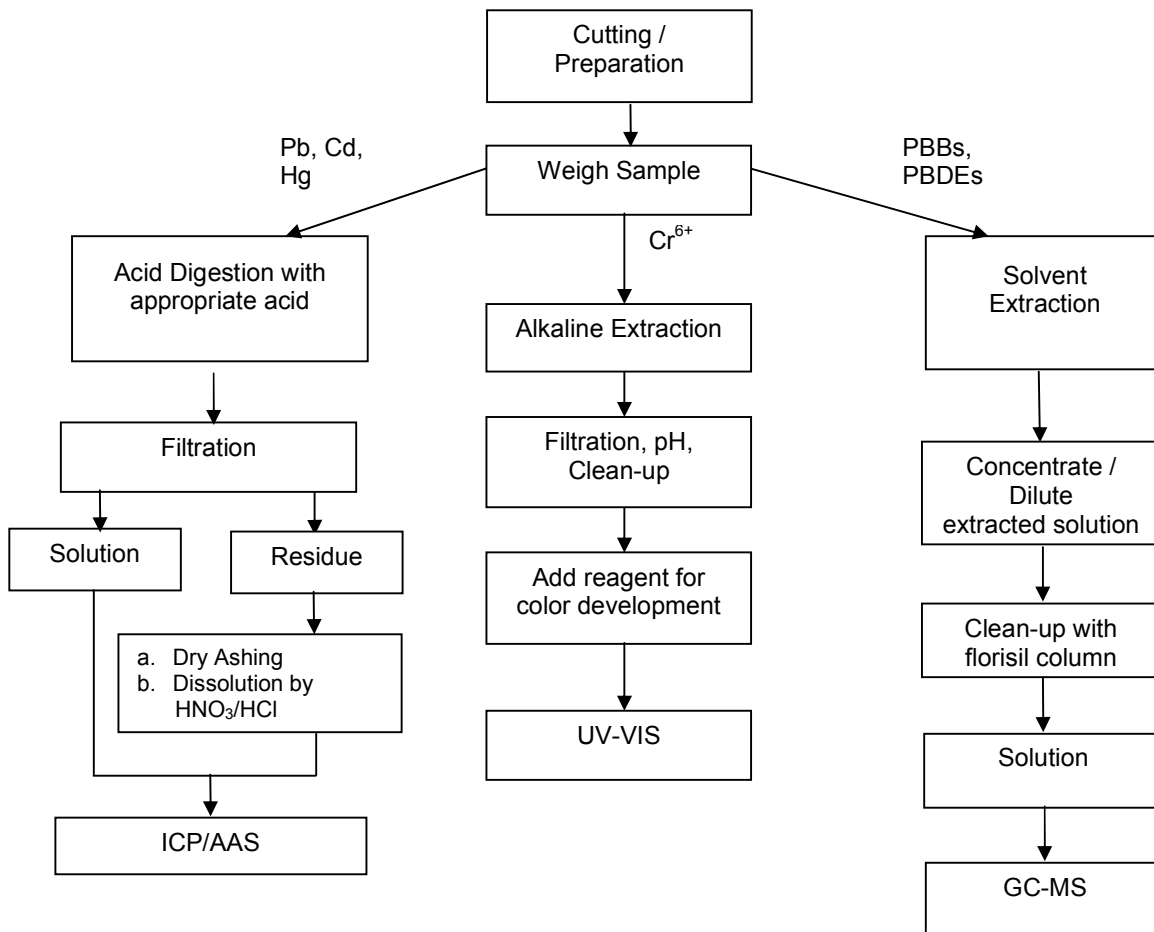 Cutting /
Preparation
Pb, Cd,
Hg
Weigh Sample
PBBs,
PBDEs
Cr⁶⁺
Acid Digestion with
appropriate acid
Solvent
Extraction
Alkaline Extraction
Filtration
Filtration, pH,
Clean-up
Concentrate /
Dilute
extracted solution
Solution
Residue
Add reagent for
color development
Clean-up with
florisil column
a. Dry Ashing
b. Dissolution by
HNO₃/HCl
UV-VIS
Solution
ICP/AAS
GC-MS